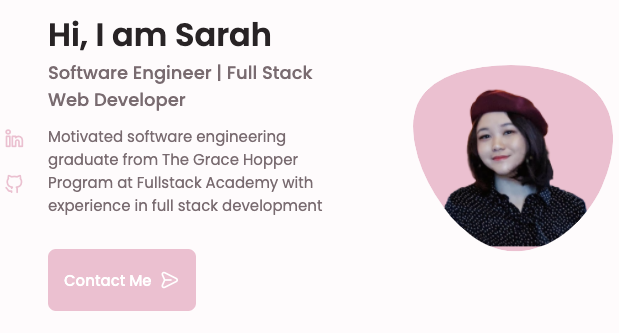 Hi, I am Sarah
Software Engineer | Full Stack
Web Developer
Motivated software engineering
graduate from The Grace Hopper
Program at Fullstack Academy with
experience in full stack development
Contact Me